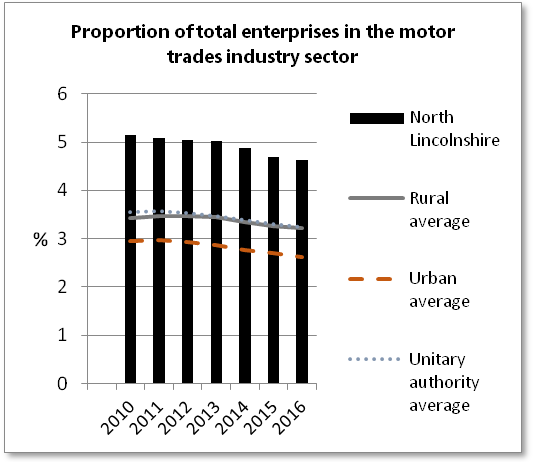 Proportion of total enterprises in the motor
trades industry sector
6
5
4
3
2
1
0
%
2010
2011
2012
2013
2014
2015
2016
North
Lincolnshire
Rural
average
Urban
average
Unitary
authority
average